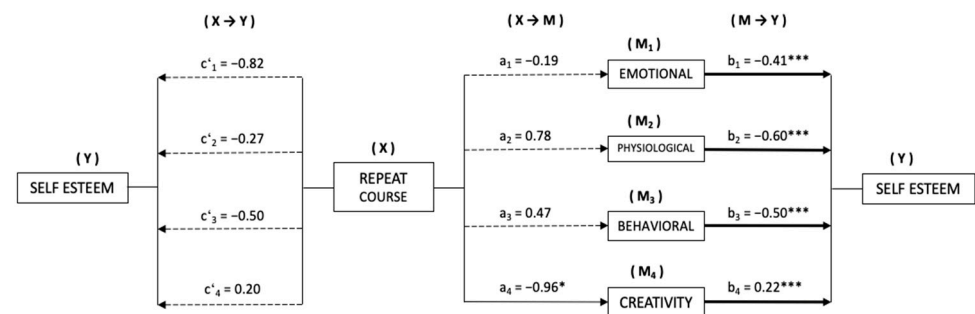 ( X → Y )
( X → M )
( M → Y )
c‘₁ = −0.82
a₁ = −0.19
( M₁ )
EMOTIONAL
b₁ = −0.41***
c‘₂ = −0.27
a₂ = 0.78
( M₂ )
PHYSIOLOGICAL
b₂ = −0.60***
( Y )
SELF ESTEEM
( X )
REPEAT
COURSE
( Y )
SELF ESTEEM
c‘₃ = −0.50
a₃ = 0.47
( M₃ )
BEHAVIORAL
b₃ = −0.50***
c‘₄ = 0.20
a₄ = −0.96*
( M₄ )
CREATIVITY
b₄ = 0.22***